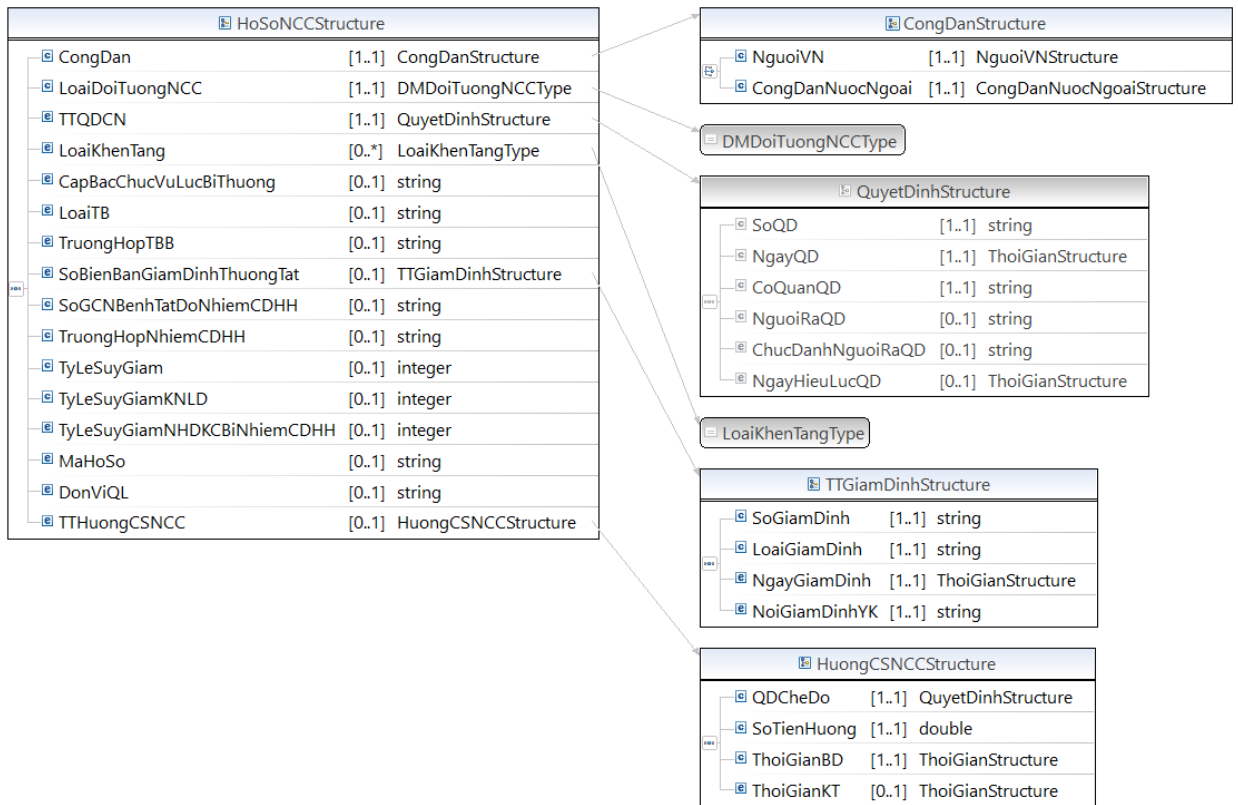 HoSoNCCStructure
CongDan [1..1] CongDanStructure
LoaiDoiTuongNCC [1..1] DMDoiTuongNCCType
TTQDCN [1..1] QuyetDinhStructure
LoaiKhenTang [0..*] LoaiKhenTangType
CapBacChucVuLucBiThuong [0..1] string
LoaiTB [0..1] string
TruongHopTBB [0..1] string
SoBienBanGiamDinhThuongTat [0..1] TTGiamDinhStructure
SoGCNBenhTatDoNhiemCDHH [0..1] string
TruongHopNhiemCDHH [0..1] string
TyLeSuyGiam [0..1] integer
TyLeSuyGiamKNLD [0..1] integer
TyLeSuyGiamNHDKCBiNhiemCDHH [0..1] integer
MaHoSo [0..1] string
DonViQL [0..1] string
TTHuongCSNCC [0..1] HuongCSNCCStructure
CongDanStructure
NguoiVN [1..1] NguoiVNStructure
CongDanNuocNgoai [1..1] CongDanNuocNgoaiStructure
DMDoiTuongNCCType
QuyetDinhStructure
SoQD [1..1] string
NgayQD [1..1] ThoiGianStructure
CoQuanQD [1..1] string
NguoiRaQD [0..1] string
ChucDanhNguoiRaQD [0..1] string
NgayHieuLucQD [0..1] ThoiGianStructure
LoaiKhenTangType
TTGiamDinhStructure
SoGiamDinh [1..1] string
LoaiGiamDinh [1..1] string
NgayGiamDinh [1..1] ThoiGianStructure
NoiGiamDinhYK [1..1] string
HuongCSNCCStructure
QDCheDo [1..1] QuyetDinhStructure
SoTienHuong [1..1] double
ThoiGianBD [1..1] ThoiGianStructure
ThoiGianKT [0..1] ThoiGianStructure